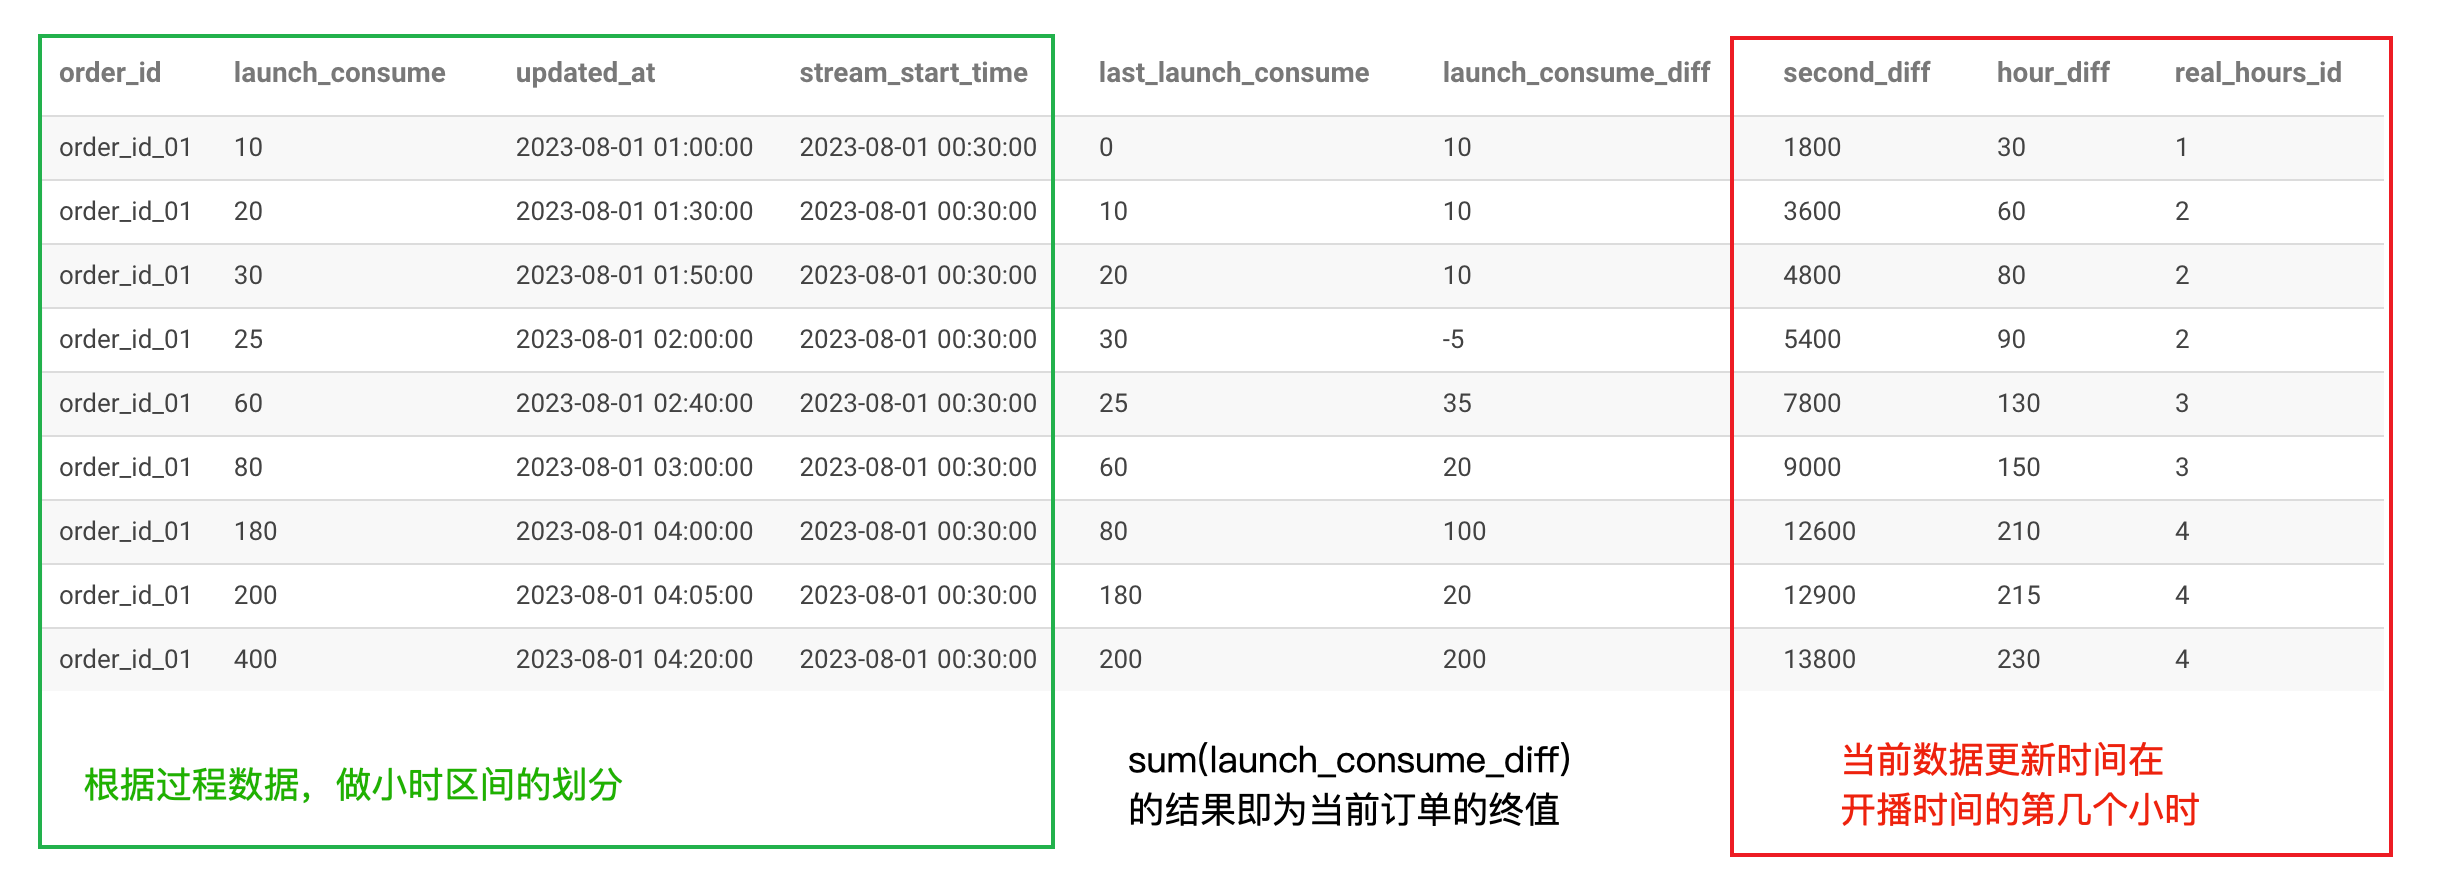 order_id launch_consume updated_at stream_start_time last_launch_consume launch_consume_diff second_diff hour_diff real_hours_id
order_id_01 10 2023-08-01 01:00:00 2023-08-01 00:30:00 0 10 1800 30 1
order_id_01 20 2023-08-01 01:30:00 2023-08-01 00:30:00 10 10 3600 60 2
order_id_01 30 2023-08-01 01:50:00 2023-08-01 00:30:00 20 10 4800 80 2
order_id_01 25 2023-08-01 02:00:00 2023-08-01 00:30:00 30 -5 5400 90 2
order_id_01 60 2023-08-01 02:40:00 2023-08-01 00:30:00 25 35 7800 130 3
order_id_01 80 2023-08-01 03:00:00 2023-08-01 00:30:00 60 20 9000 150 3
order_id_01 180 2023-08-01 04:00:00 2023-08-01 00:30:00 80 100 12600 210 4
order_id_01 200 2023-08-01 04:05:00 2023-08-01 00:30:00 180 20 12900 215 4
order_id_01 400 2023-08-01 04:20:00 2023-08-01 00:30:00 200 200 13800 230 4
根据过程数据，做小时区间的划分
sum(launch_consume_diff)
的结果即为当前订单的终值
当前数据更新时间在
开播时间的第几个小时